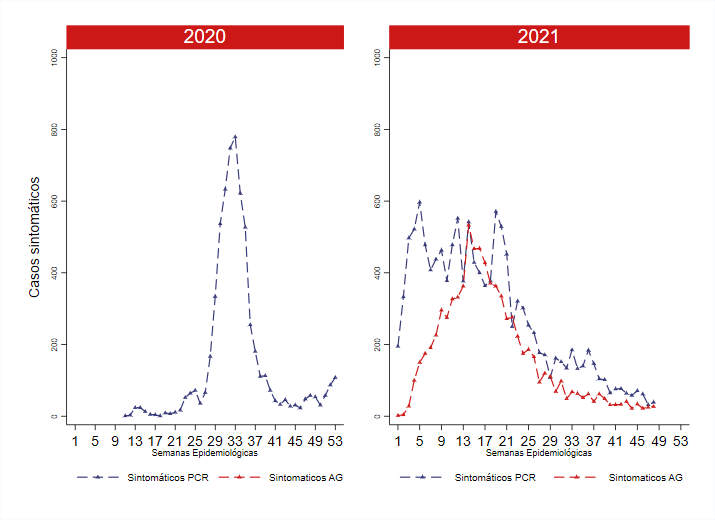 2020
2021
Casos sintomáticos
1000
800
600
400
200
0
1 5 9 13 17 21 25 29 33 37 41 45 49 53
Semanas Epidemiológicas
Sintomáticos PCR Sintomaticos AG
1000
800
600
400
200
0
1 5 9 13 17 21 25 29 33 37 41 45 49 53
Semanas Epidemiológicas
Sintomáticos PCR Sintomaticos AG